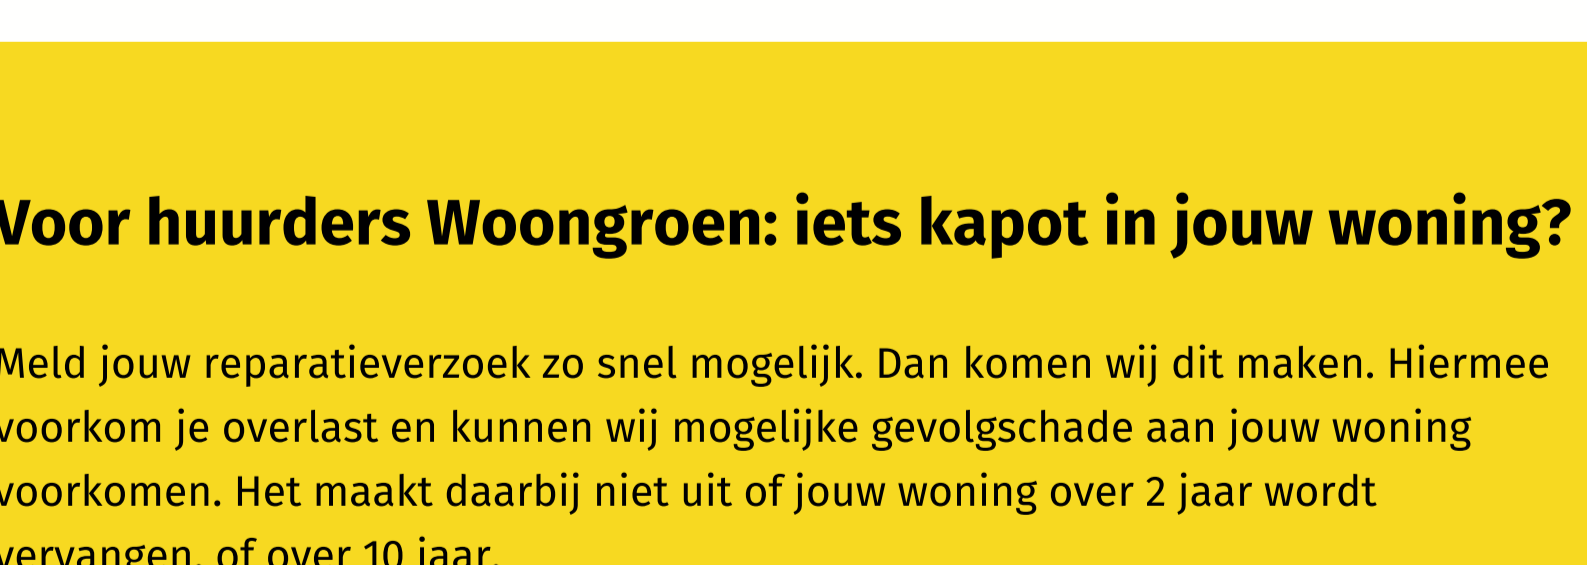 Voor huurders Woongroen: iets kapot in jouw woning?
Meld jouw reparatieverzoek zo snel mogelijk. Dan komen wij dit maken. Hiermee
voorkom je overlast en kunnen wij mogelijke gevolgschade aan jouw woning
voorkomen. Het maakt daarbij niet uit of jouw woning over 2 jaar wordt
vervangen, of over 10 jaar.